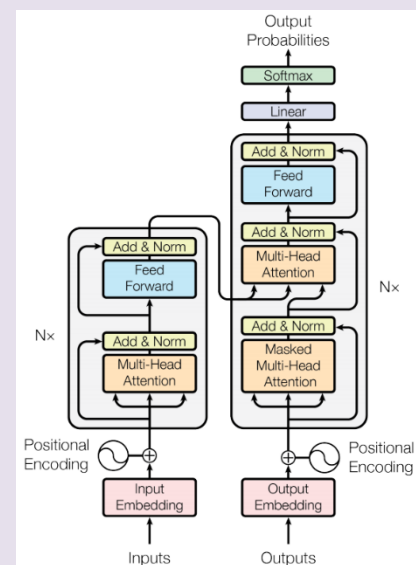 Output
Probabilities
Softmax
Linear
Add & Norm
Feed
Forward
Add & Norm
Multi-Head
Attention
Add & Norm
Masked
Multi-Head
Attention
N×
Add & Norm
Feed
Forward
Add & Norm
Multi-Head
Attention
N×
Positional
Encoding
Positional
Encoding
Input
Embedding
Output
Embedding
Inputs
Outputs